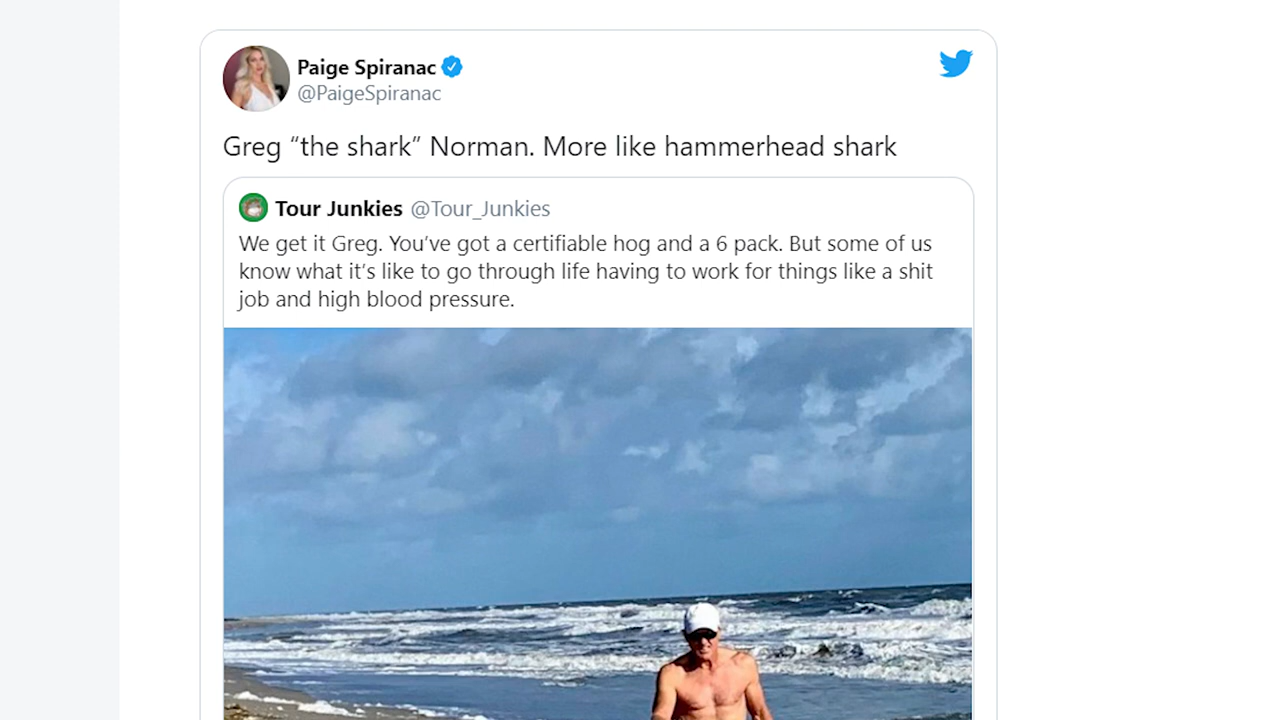 Paige Spiranac
@PaigeSpiranac
Greg “the shark” Norman. More like hammerhead shark
Tour Junkies @Tour_Junkies
We get it Greg. You’ve got a certifiable hog and a 6 pack. But some of us
know what it’s like to go through life having to work for things like a shit
job and high blood pressure.